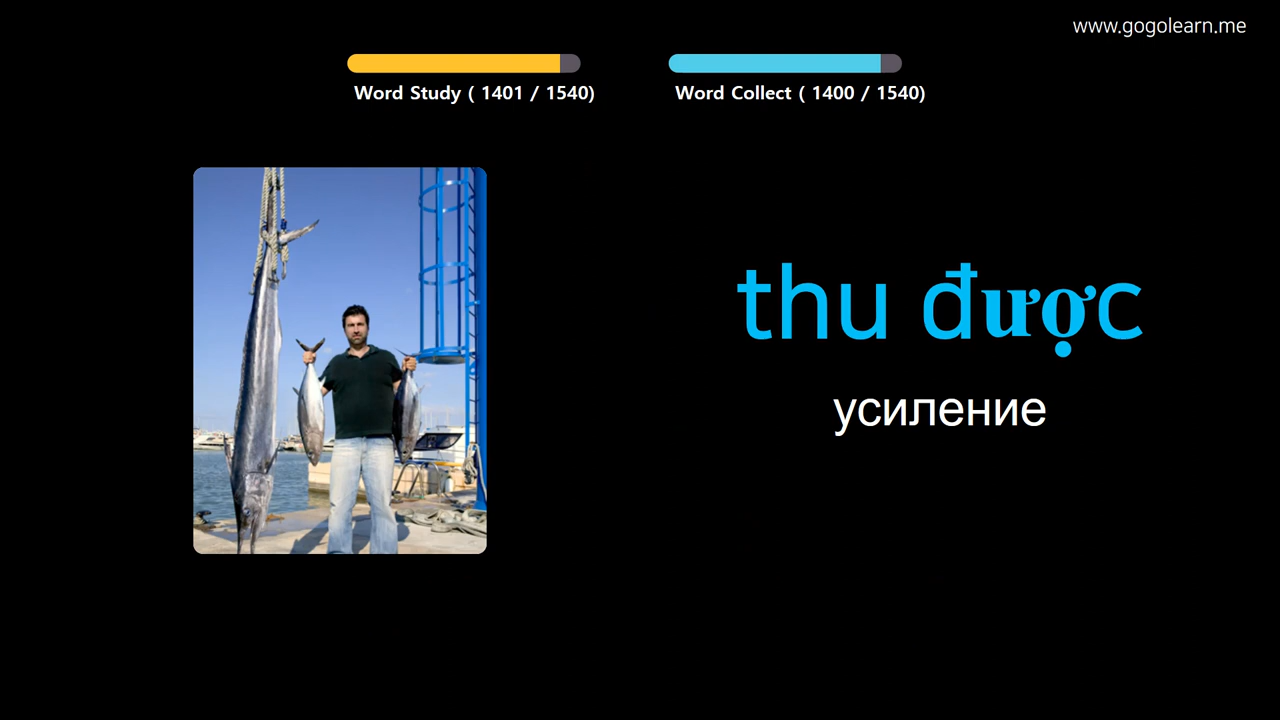 www.gogolearn.me
Word Study ( 1401 / 1540)
Word Collect ( 1400 / 1540)
thu được
усиление